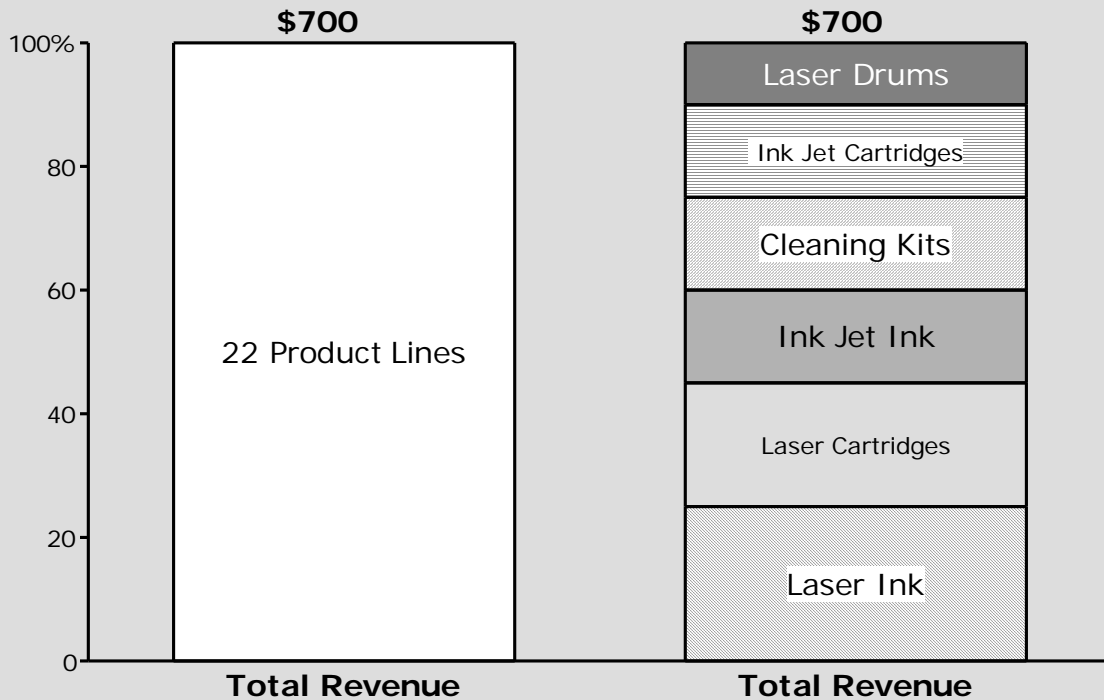 $700
$700
100%
80
60
40
20
0
22 Product Lines
Laser Drums
Ink Jet Cartridges
Cleaning Kits
Ink Jet Ink
Laser Cartridges
Laser Ink
Total Revenue
Total Revenue